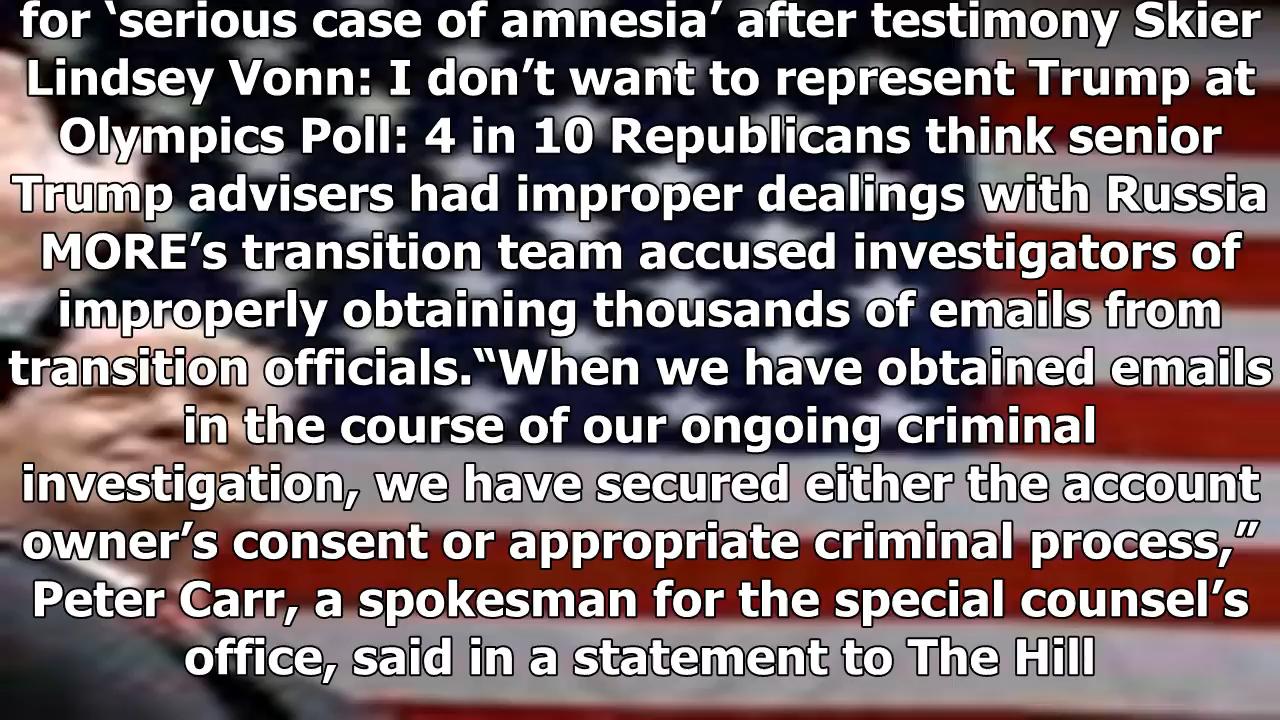 for ‘serious case of amnesia’ after testimony Skier
Lindsey Vonn: I don’t want to represent Trump at
Olympics Poll: 4 in 10 Republicans think senior
Trump advisers had improper dealings with Russia
MORE’s transition team accused investigators of
improperly obtaining thousands of emails from
transition officials.“When we have obtained emails
in the course of our ongoing criminal
investigation, we have secured either the account
owner’s consent or appropriate criminal process,”
Peter Carr, a spokesman for the special counsel’s
office, said in a statement to The Hill